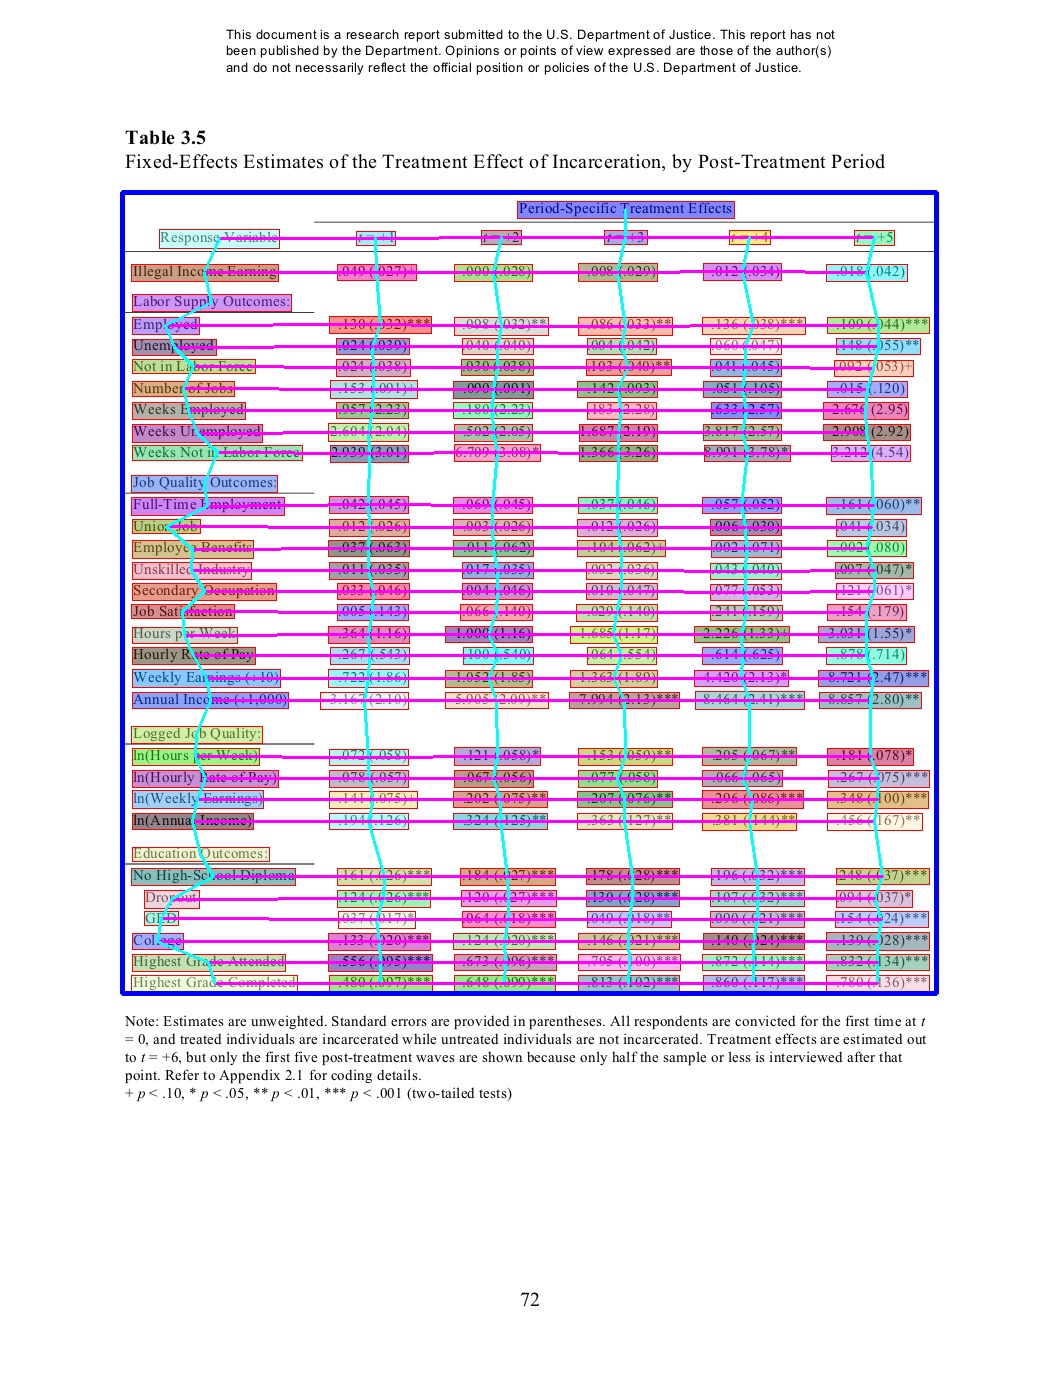 This document is a research report submitted to the U.S. Department of Justice. This report has not
been published by the Department. Opinions or points of view expressed are those of the author(s)
and do not necessarily reflect the official position or policies of the U.S. Department of Justice.
Table 3.5
Fixed-Effects Estimates of the Treatment Effect of Incarceration, by Post-Treatment Period
Period-Specific Treatment Effects
Response Variable t = +1 t = +2 t = +3 t = +4 t = +5
Illegal Income Earning .049 (.027)+ .000 (.028) .008 (.029) .012 (.034) .018 (.042)
Labor Supply Outcomes:
Employed .130 (.032)*** .098 (.032)** .086 (.033)** .136 (.038)*** .109 (.044)***
Unemployed .024 (.039) .040 (.040) .004 (.042) .060 (.047) .148 (.055)**
Not in Labor Force .024 (.038) .030 (.038) .103 (.040)** .041 (.045) .092 (.053)+
Number of Jobs .153 (.091)+ .090 (.091) .142 (.093) .051 (.105) .015 (.120)
Weeks Employed .957 (2.23) .180 (2.23) .183 (2.28) .633 (2.57) 2.676 (2.95)
Weeks Unemployed 2.604 (2.04) .502 (2.05) 1.687 (2.19) 3.817 (2.57) 2.908 (2.92)
Weeks Not in Labor Force 2.939 (3.01) 6.709 (3.08)* 1.366 (3.26) 8.991 (3.78)* 3.212 (4.54)
Job Quality Outcomes:
Full-Time Employment .042 (.045) .069 (.045) .037 (.046) .057 (.052) .161 (.060)**
Union Job .012 (.026) .003 (.026) .012 (.026) .006 (.030) .041 (.034)
Employee Benefits .037 (.063) .011 (.062) .104 (.062)+ .002 (.071) .002 (.080)
Unskilled Industry .011 (.035) .017 (.035) .002 (.036) .043 (.040) .097 (.047)*
Secondary Occupation .033 (.046) .004 (.046) .010 (.047) .077 (.053) .121 (.061)*
Job Satisfaction .005 (.143) .066 (.140) .029 (.140) .241 (.159) .154 (.179)
Hours per Week .364 (1.16) 1.000 (1.16) 1.685 (1.17) 2.226 (1.33)+ 3.031 (1.55)*
Hourly Rate of Pay .267 (.543) .100 (.540) .064 (.554) .614 (.625) .878 (.714)
Weekly Earnings (÷10) .722 (1.86) 1.052 (1.85) 1.363 (1.89) 4.420 (2.13)* 8.721 (2.47)***
Annual Income (÷1,000) 3.167 (2.10) 5.905 (2.09)** 7.994 (2.13)*** 8.464 (2.41)*** 8.857 (2.80)**
Logged Job Quality:
ln(Hours per Week) .072 (.058) .121 (.058)* .153 (.059)** .205 (.067)** .181 (.078)*
ln(Hourly Rate of Pay) .078 (.057) .067 (.056) .077 (.058) .066 (.065) .267 (.075)***
ln(Weekly Earnings) .141 (.075)+ .202 (.075)** .207 (.076)** .296 (.086)*** .348 (.100)***
ln(Annual Income) .194 (.126) .324 (.125)** .363 (.127)** .381 (.144)** .456 (.167)**
Education Outcomes:
No High-School Diploma .161 (.026)*** .184 (.027)*** .178 (.028)*** .196 (.032)*** .248 (.037)***
Dropout .124 (.026)*** .120 (.027)*** .130 (.028)*** .107 (.032)*** .094 (.037)*
GED .037 (.017)* .064 (.018)*** .049 (.018)** .090 (.021)*** .154 (.024)***
College .133 (.020)*** .124 (.020)*** .146 (.021)*** .140 (.024)*** .139 (.028)***
Highest Grade Attended .556 (.095)*** .673 (.096)*** .795 (.100)*** .872 (.114)*** .832 (.134)***
Highest Grade Completed .480 (.097)*** .648 (.099)*** .813 (.102)*** .860 (.117)*** .780 (.136)***
Note: Estimates are unweighted. Standard errors are provided in parentheses. All respondents are convicted for the first time at t
= 0, and treated individuals are incarcerated while untreated individuals are not incarcerated. Treatment effects are estimated out
to t = +6, but only the first five post-treatment waves are shown because only half the sample or less is interviewed after that
point. Refer to Appendix 2.1 for coding details.
+ p < .10, * p < .05, ** p < .01, *** p < .001 (two-tailed tests)
72